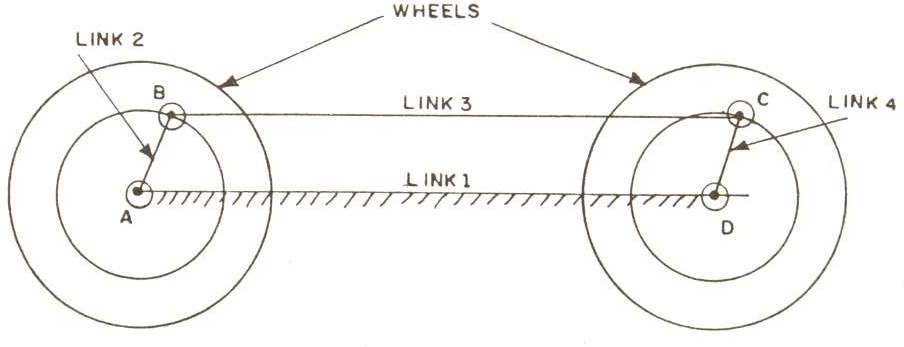 WHEELS
LINK 2
B
LINK 3
C
LINK 4
LINK 1
A
D